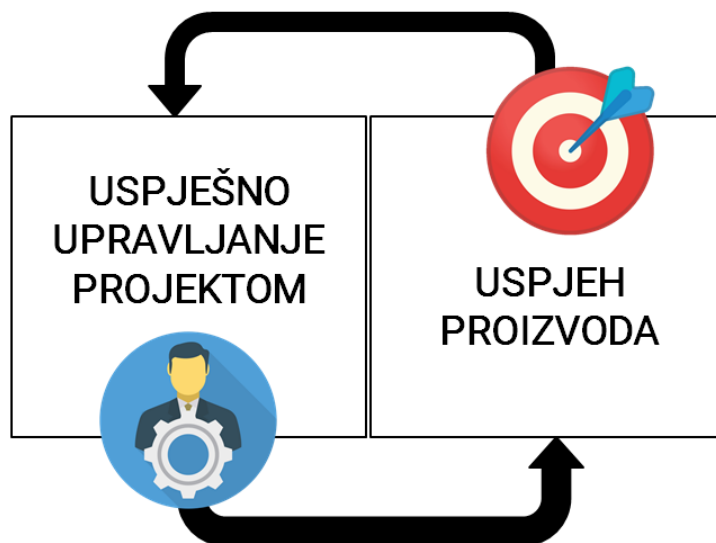 USPJEŠNO
UPRAVLJANJE
PROJEKTOM
USPJEH
PROIZVODA